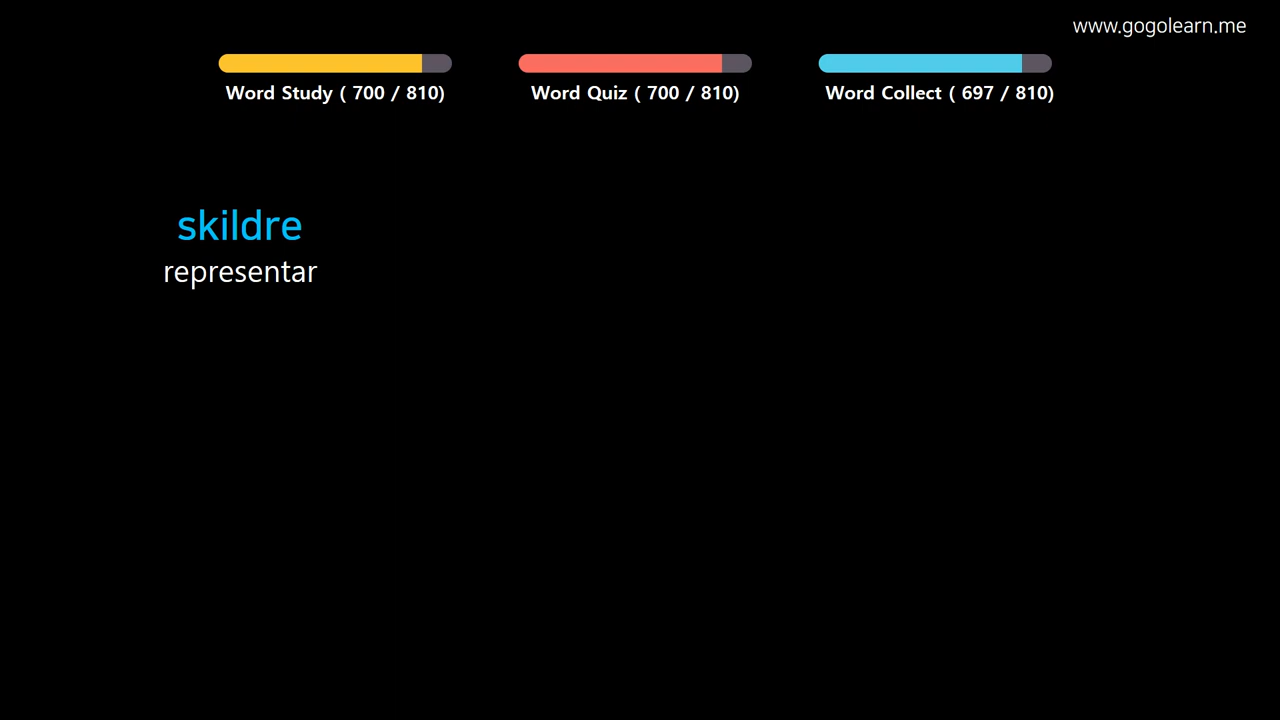 www.gogolearn.me
Word Study ( 700 / 810)
Word Quiz ( 700 / 810)
Word Collect ( 697 / 810)
skildre
representar